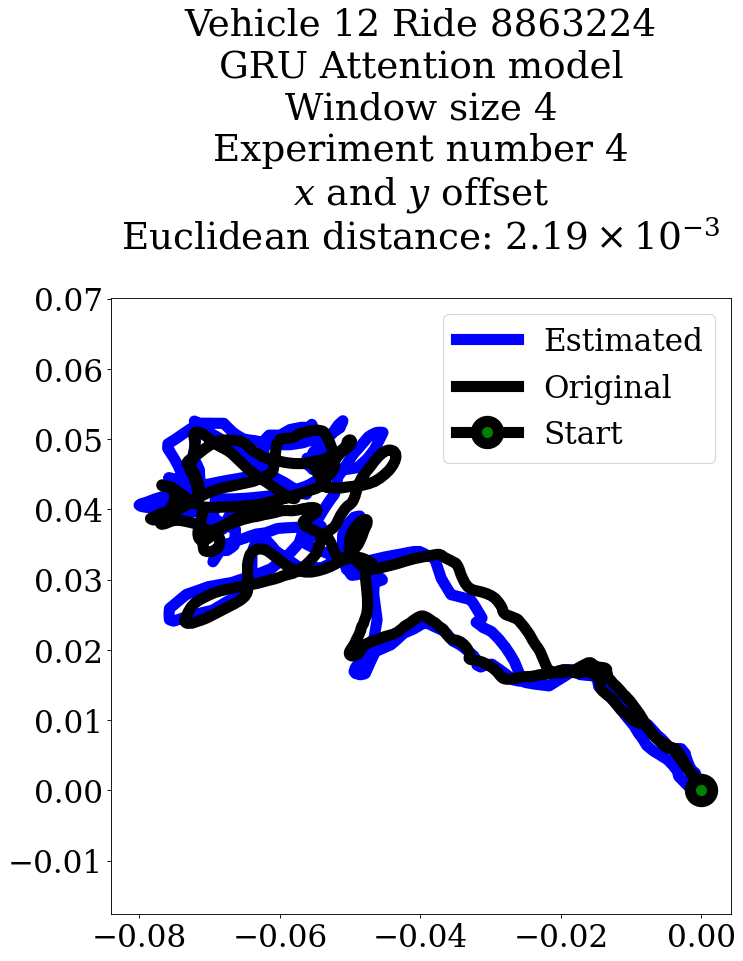 Vehicle 12 Ride 8863224
GRU Attention model
Window size 4
Experiment number 4
x and y offset
Euclidean distance: 2.19 × 10⁻³
0.07
0.06
0.05
0.04
0.03
0.02
0.01
0.00
−0.01
Estimated
Original
Start
−0.08
−0.06
−0.04
−0.02
0.00